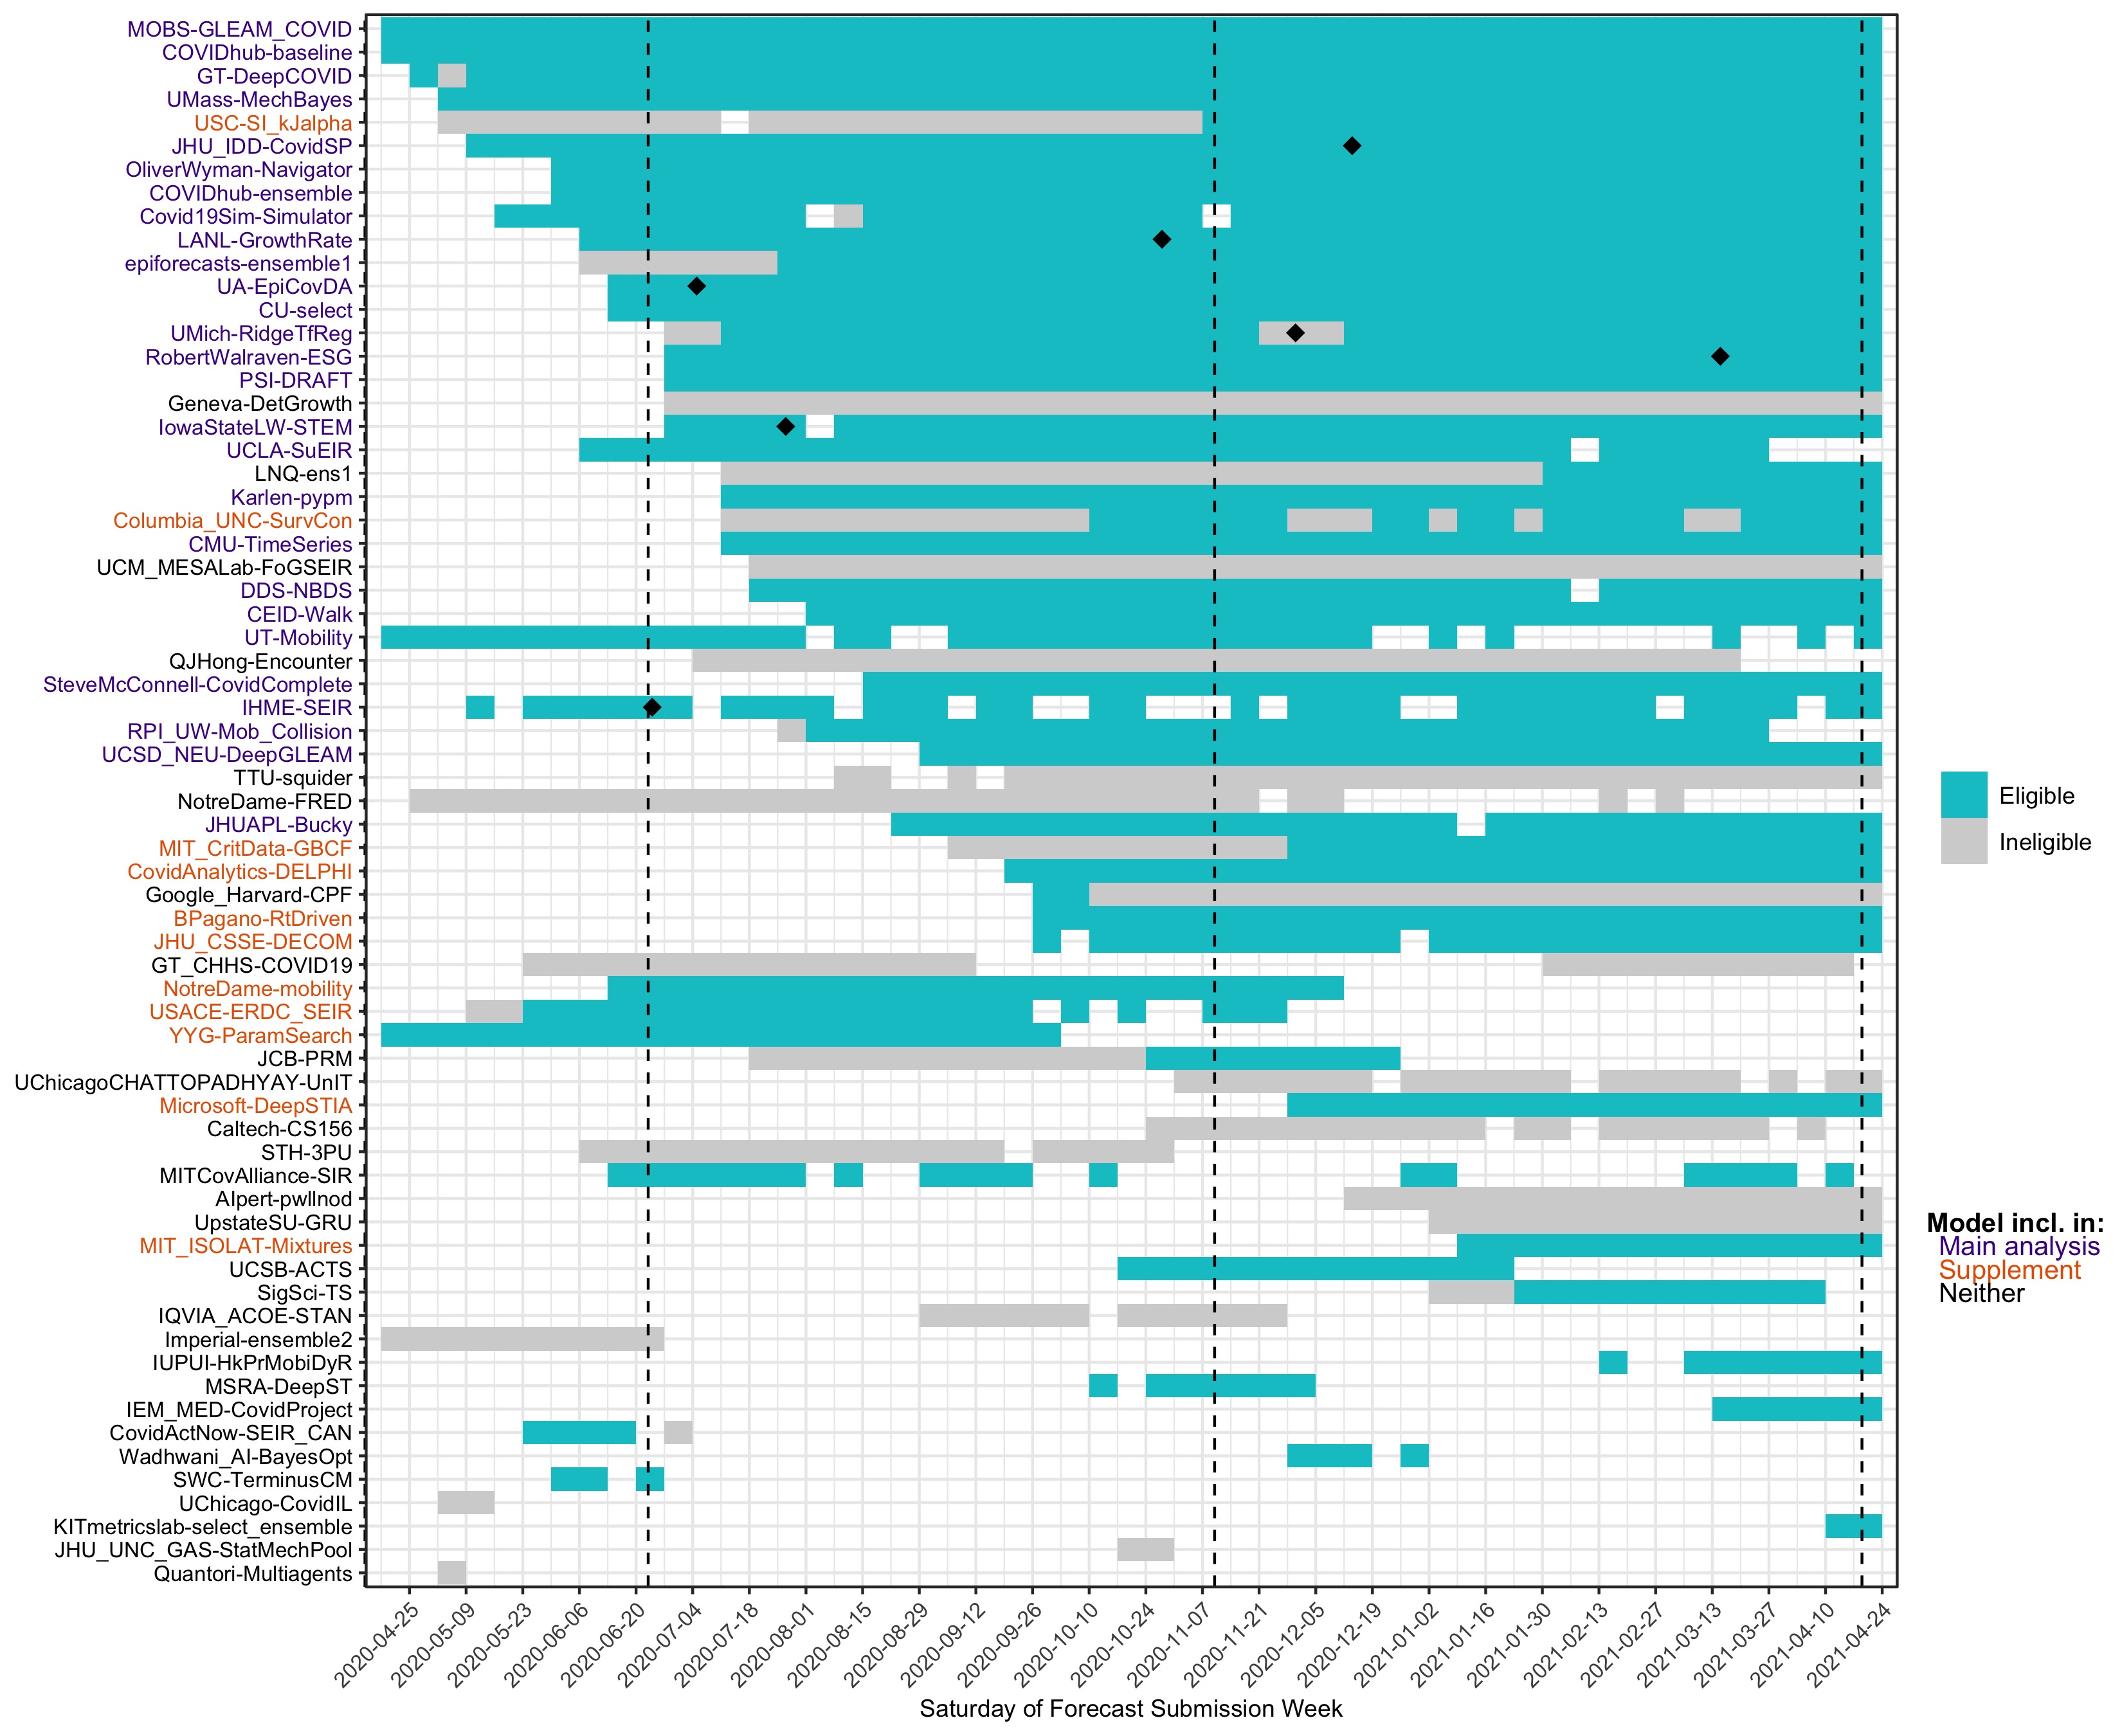 MOBS-GLEAM_COVID
COVIDhub-baseline
GT-DeepCOVID
UMass-MechBayes
USC-SI_kJalpha
JHU_IDD-CovidSP
OliverWyman-Navigator
COVIDhub-ensemble
Covid19Sim-Simulator
LANL-GrowthRate
epiforecasts-ensemble1
UA-EpiCovDA
CU-select
UMich-RidgeTfReg
RobertWalraven-ESG
PSI-DRAFT
Geneva-DetGrowth
IowaStateLW-STEM
UCLA-SuEIR
LNQ-ens1
Karlen-pypm
Columbia_UNC-SurvCon
CMU-TimeSeries
UCM_MESALab-FoGSEIR
DDS-NBDS
CEID-Walk
UT-Mobility
QJHong-Encounter
SteveMcConnell-CovidComplete
IHME-SEIR
RPI_UW-Mob_Collision
UCSD_NEU-DeepGLEAM
TTU-squider
NotreDame-FRED
JHUAPL-Bucky
MIT_CritData-GBCF
CovidAnalytics-DELPHI
Google_Harvard-CPF
BPagano-RtDriven
JHU_CSSE-DECOM
GT_CHHS-COVID19
NotreDame-mobility
USACE-ERDC_SEIR
YYG-ParamSearch
JCB-PRM
UChicagoCHATTOPADHYAY-UnIT
Microsoft-DeepSTIA
Caltech-CS156
STH-3PU
MITCovAlliance-SIR
Alpert-pwllnod
UpstateSU-GRU
MIT_ISOLAT-Mixtures
UCSB-ACTS
SigSci-TS
IQVIA_ACOE-STAN
Imperial-ensemble2
IUPUI-HkPrMobiDyR
MSRA-DeepST
IEM_MED-CovidProject
CovidActNow-SEIR_CAN
Wadhwani_AI-BayesOpt
SWC-TerminusCM
UChicago-CovidIL
KITmetricslab-select_ensemble
JHU_UNC_GAS-StatMechPool
Quantori-Multiagents
2020-04-25
2020-05-09
2020-05-23
2020-06-06
2020-06-20
2020-07-04
2020-07-18
2020-08-01
2020-08-15
2020-08-29
2020-09-12
2020-09-26
2020-10-10
2020-10-24
2020-11-07
2020-11-21
2020-12-05
2020-12-19
2021-01-02
2021-01-16
2021-01-30
2021-02-13
2021-02-27
2021-03-13
2021-03-27
2021-04-10
2021-04-24
Saturday of Forecast Submission Week
Eligible
Ineligible
Model incl. in:
Main analysis
Supplement
Neither